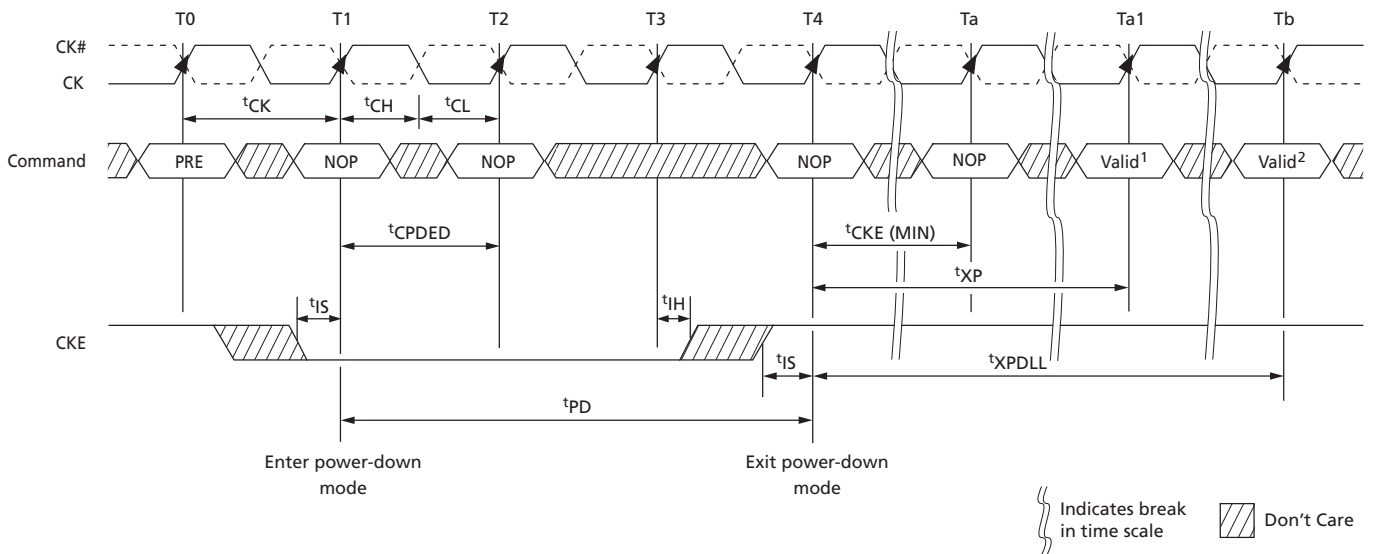 T0 T1 T2 T3 T4 Ta Ta1 Tb
CK#
CK
tCK tCH tCL
Command PRE NOP NOP NOP NOP Valid1 Valid2
tCPDED tCKE (MIN)
tXP
tIS tIH
CKE
tIS tXPDLL
tPD
Enter power-down
mode
Exit power-down
mode
Indicates break
in time scale
Don't Care